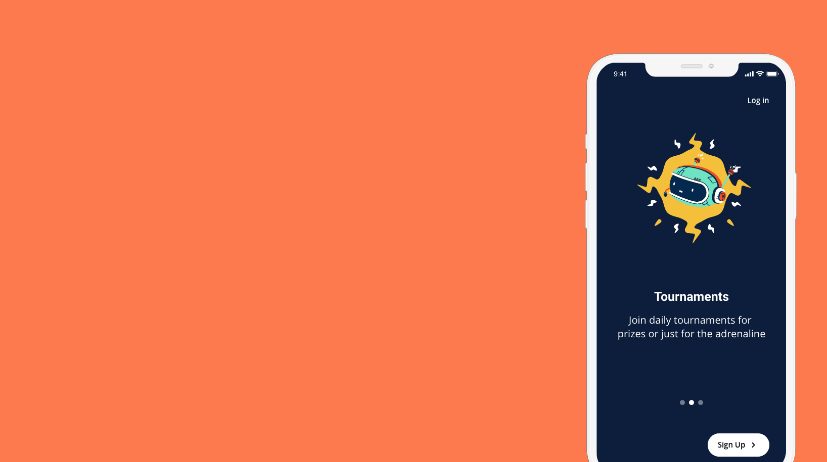 9:41
Log in
Tournaments
Join daily tournaments for
prizes or just for the adrenaline
Sign Up